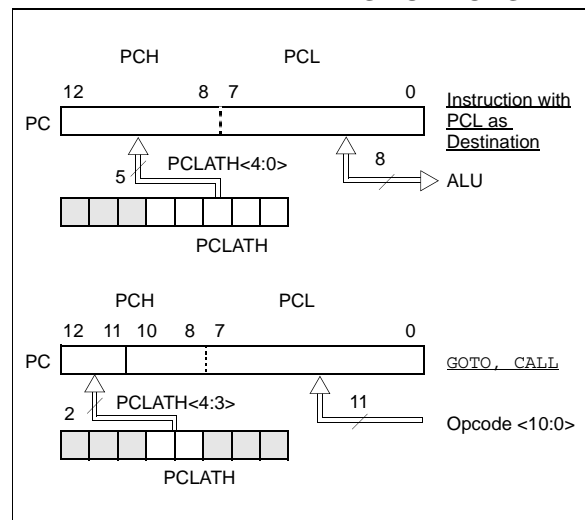 PCH PCL
12 8 7 0
PC
Instruction with
PCL as
Destination
5 PCLATH<4:0>
8
ALU
PCLATH
PCH PCL
12 11 10 8 7 0
PC
GOTO, CALL
2 PCLATH<4:3>
11
Opcode <10:0>
PCLATH